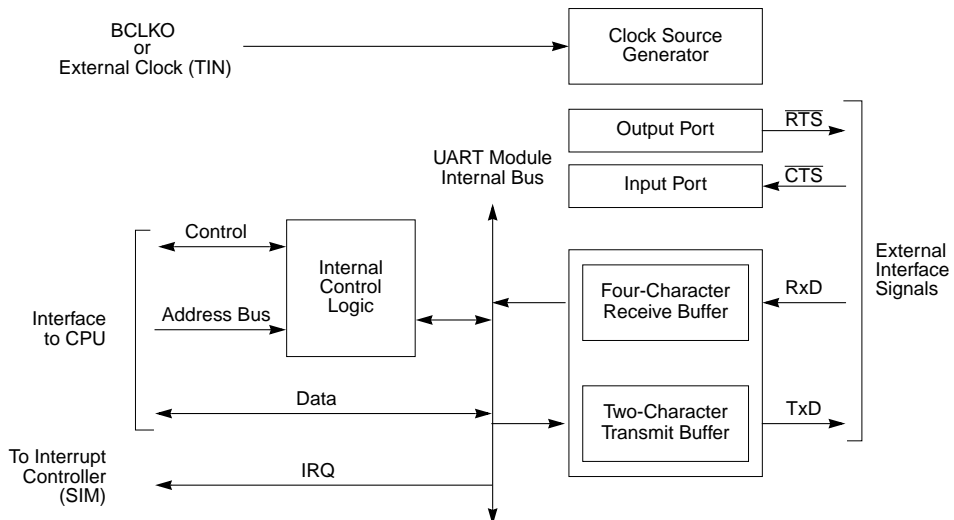 BCLKO
or
External Clock (TIN)
Clock Source
Generator
Output Port
RTS
UART Module
Internal Bus
Input Port
CTS
Control
Internal
Control
Logic
External
Interface
Signals
Four-Character
Receive Buffer
RxD
Address Bus
Interface
to CPU
Data
Two-Character
Transmit Buffer
TxD
To Interrupt
Controller
(SIM)
IRQ